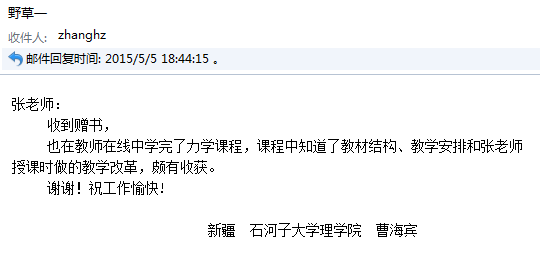 野草一
收件人： zhanghz
邮件回复时间: 2015/5/5 18:44:15 。
张老师：
收到赠书，
也在教师在线中学完了力学课程，课程中知道了教材结构、教学安排和张老师
授课时做的教学改革，颇有收获。
谢谢！祝工作愉快！
新疆 石河子大学理学院 曹海宾